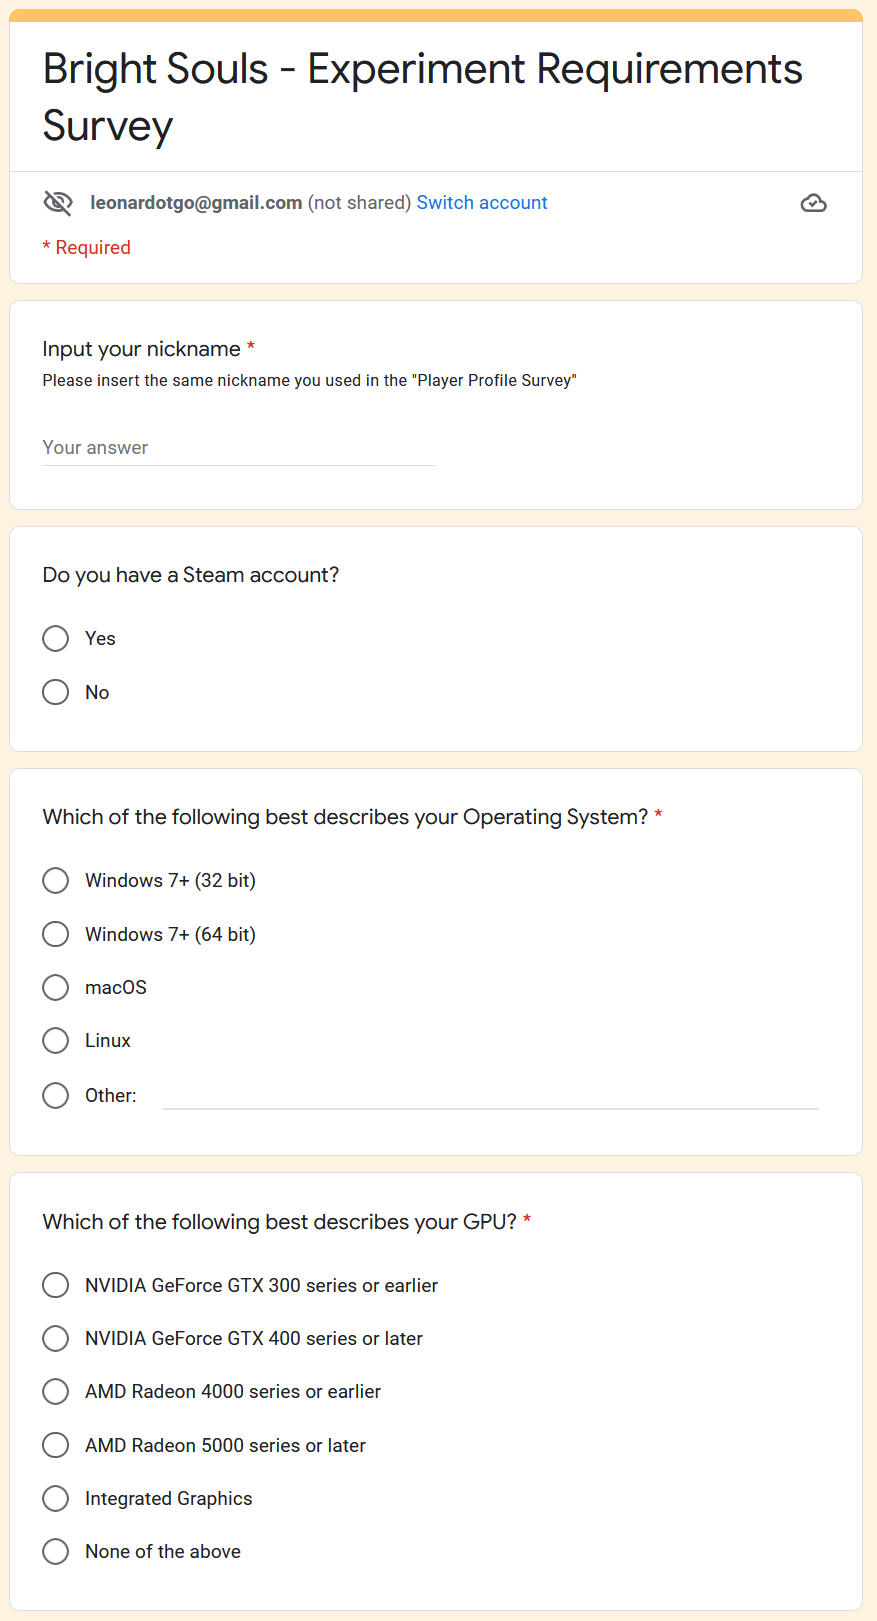 Bright Souls - Experiment Requirements
Survey
leonardotgo@gmail.com (not shared) Switch account
* Required
Input your nickname *
Please insert the same nickname you used in the "Player Profile Survey"
Your answer
Do you have a Steam account?
Yes
No
Which of the following best describes your Operating System? *
Windows 7+ (32 bit)
Windows 7+ (64 bit)
macOS
Linux
Other:
Which of the following best describes your GPU? *
NVIDIA GeForce GTX 300 series or earlier
NVIDIA GeForce GTX 400 series or later
AMD Radeon 4000 series or earlier
AMD Radeon 5000 series or later
Integrated Graphics
None of the above